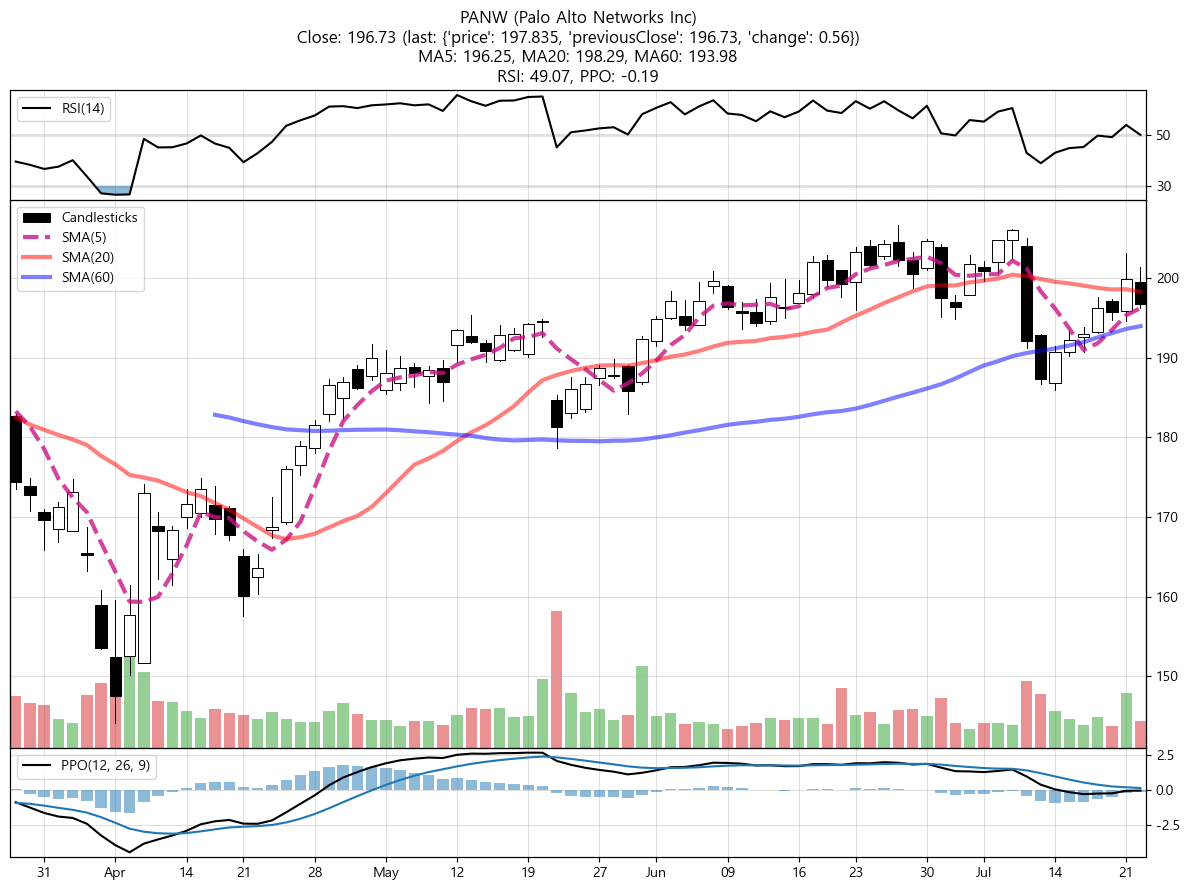 PANW (Palo Alto Networks Inc)
Close: 196.73 (last: {'price': 197.835, 'previousClose': 196.73, 'change': 0.56})
MA5: 196.25, MA20: 198.29, MA60: 193.98
RSI: 49.07, PPO: -0.19
RSI(14)
50
30
Candlesticks
SMA(5)
SMA(20)
SMA(60)
200
190
180
170
160
150
PPO(12, 26, 9)
2.5
0.0
-2.5
31 Apr 14 21 28 May 12 19 27 Jun 09 16 23 30 Jul 14 21